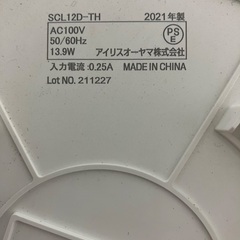 SCL12D-TH 2021年製
AC100V
50/60Hz
13.9W
PS
E
アイリスオーヤマ株式会社
入力電流:0.25A MADE IN CHINA
Lot NO. 211227